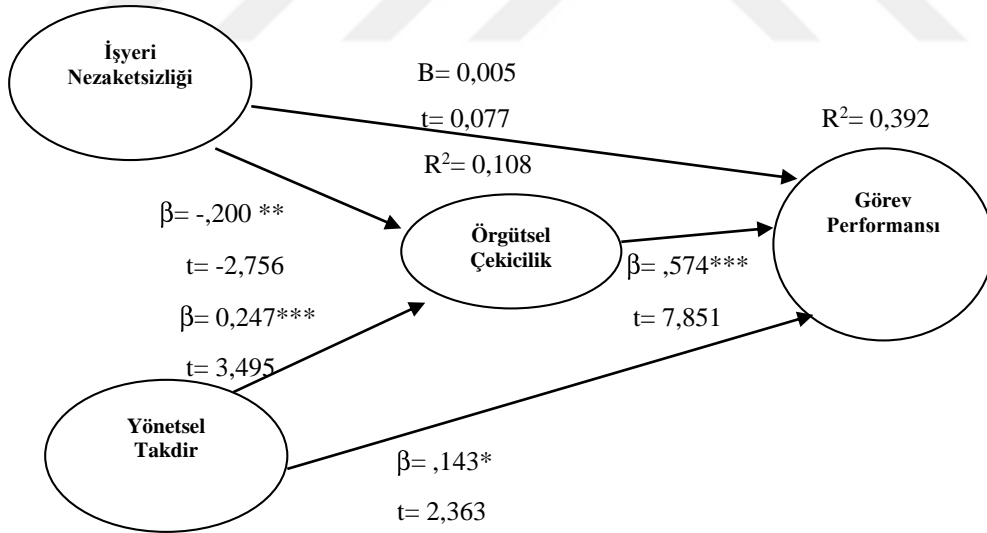 İşyeri
Nezaketsizliği
B= 0,005
t= 0,077
R²= 0,392
R²= 0,108
Görev
Performansı
β= -,200 **
Örgütsel
Çekicilik
t= -2,756
β= ,574***
β= 0,247***
t= 7,851
t= 3,495
Yönetsel
Takdir
β= ,143*
t= 2,363